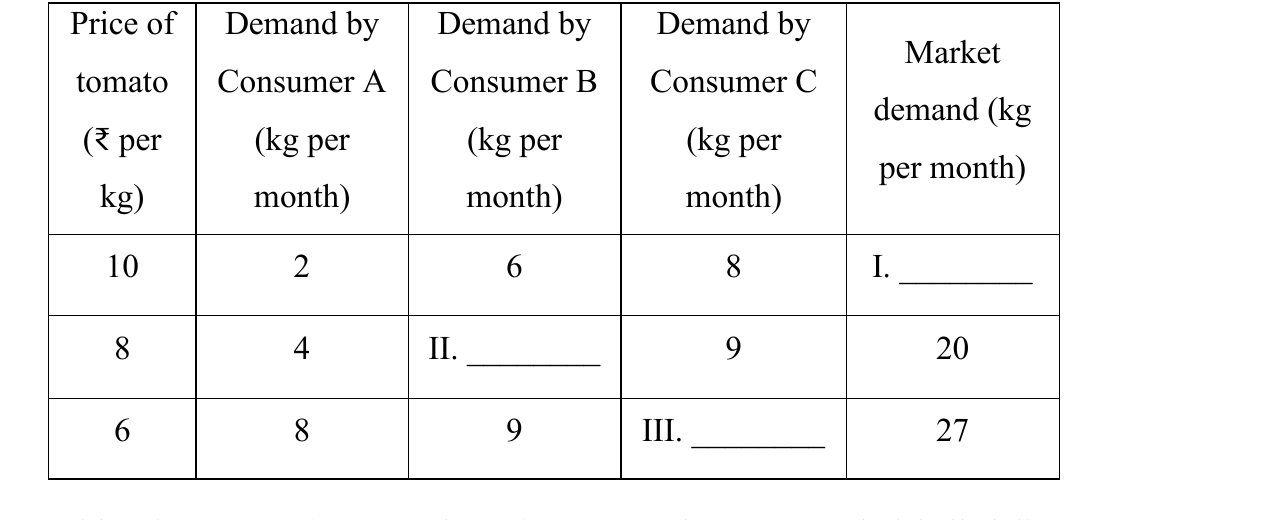 Price of
tomato
(₹ per
kg)
Demand by
Consumer A
(kg per
month)
Demand by
Consumer B
(kg per
month)
Demand by
Consumer C
(kg per
month)
Market
demand (kg
per month)
10 2 6 8 I. ________
8 4 II. ________ 9 20
6 8 9 III. ________ 27